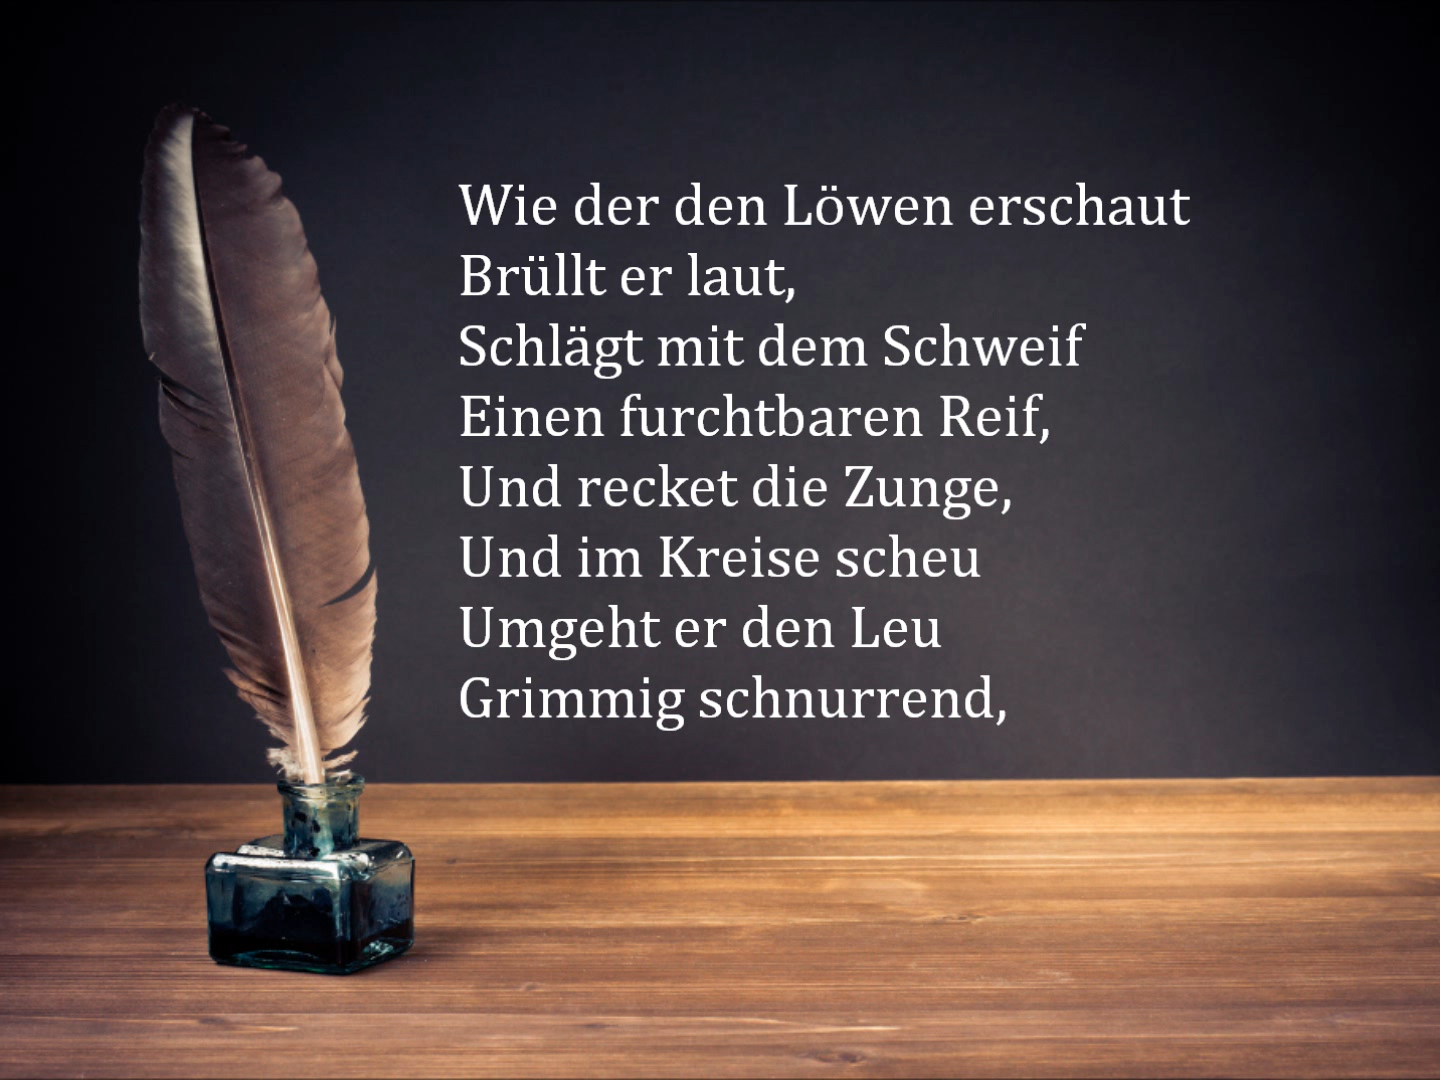 Wie der den Löwen erschaut
Brüllt er laut,
Schlägt mit dem Schweif
Einen furchtbaren Reif,
Und recket die Zunge,
Und im Kreise scheu
Umgeht er den Leu
Grimmig schnurrend,